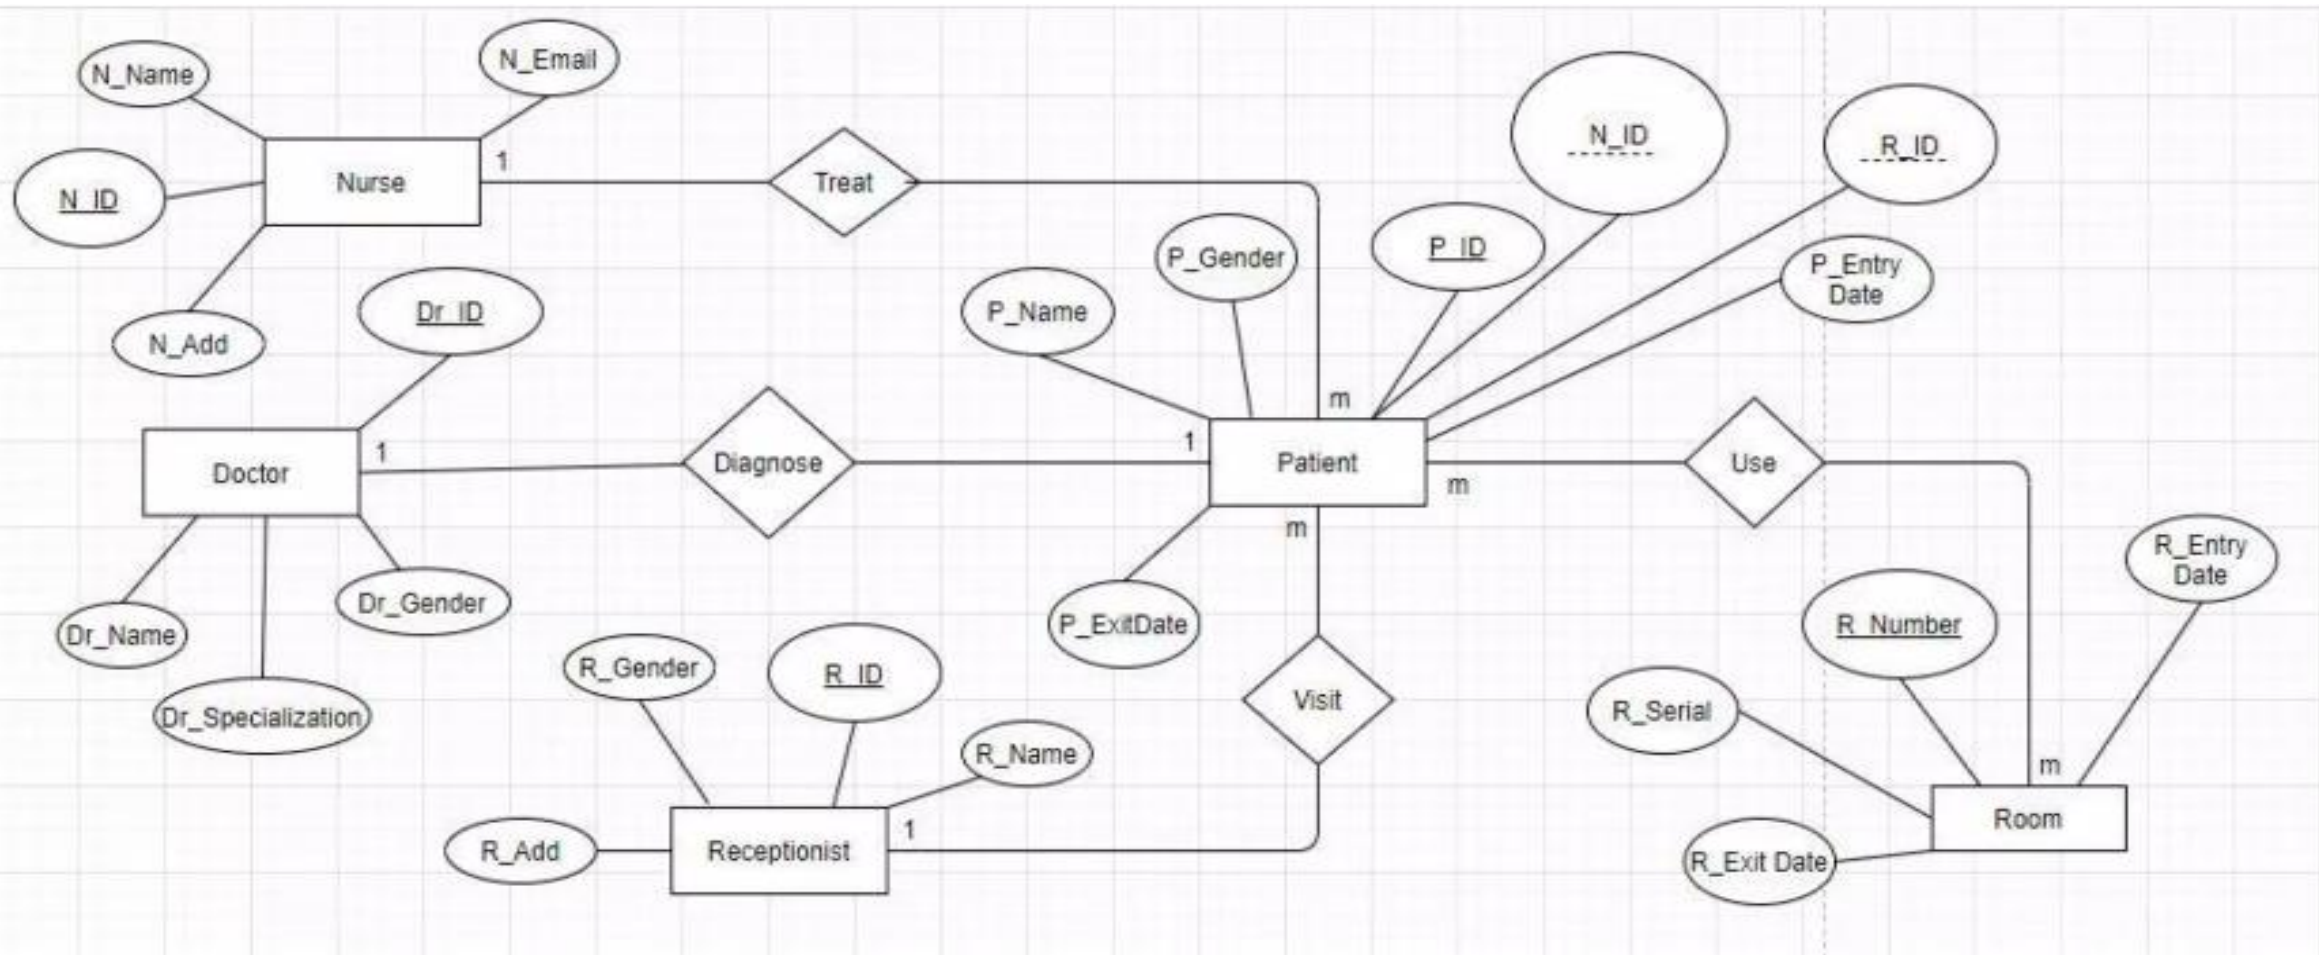 N_Name
N_Email
N_ID
Nurse
1
Treat
N_ID
R_ID
N_Add
Dr_ID
P_Name
P_Gender
P_ID
P_Entry
Date
m
Doctor
1
Diagnose
1
Patient
m
m
Use
Dr_Name
Dr_Specialization
Dr_Gender
P_ExitDate
R_Gender
R_ID
R_Name
Visit
R_Add
Receptionist
1
R_Entry
Date
R_Number
R_Serial
m
Room
R_Exit Date